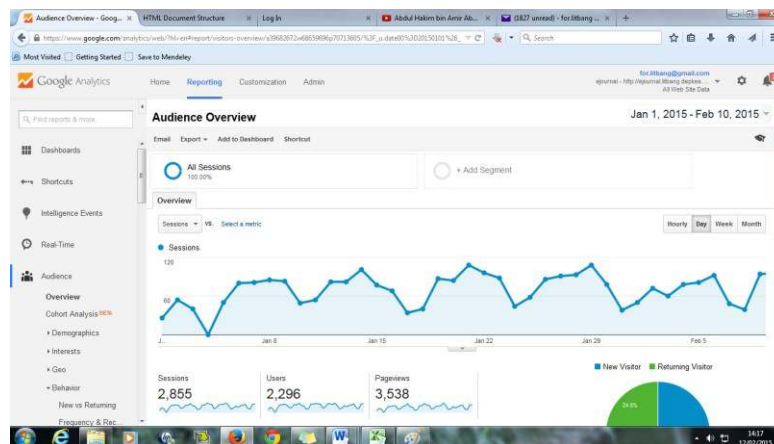 Audience Overview - Goog...
HTML Document Structure
Log In
Abdul Hakim bin Amir Ab...
(1827 unread) - for.litbang ...
Search
Most Visited
Getting Started
Save to Mendeley
Google Analytics
Home Reporting Customization Admin
for.litbang@gmail.com
All Web Site Data
Find reports & more
Audience Overview
Jan 1, 2015 - Feb 10, 2015
Email Export Add to Dashboard Shortcut
Dashboards
All Sessions
100.00%
+ Add Segment
Shortcuts
Overview
Intelligence Events
Sessions VS. Select a metric
Hourly Day Week Month
Real-Time
Sessions
120
Audience
60
Overview
Cohort Analysis BETA
Demographics
J...
Jan 8
Jan 15
Jan 22
Jan 29
Feb 5
Interests
Geo
New Visitor Returning Visitor
Behavior
Sessions
2,855
Users
2,296
Pageviews
3,538
New vs Returning
Frequency & Rec...
14:17